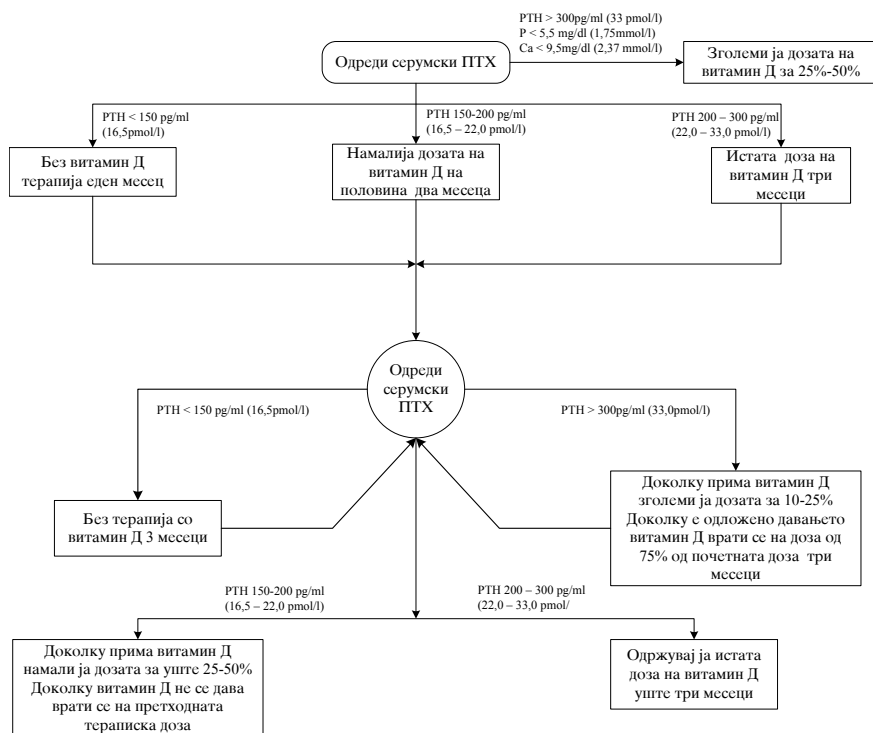 PTH > 300pg/ml (33 pmol/l)
P < 5,5 mg/dl (1,75mmol/l)
Ca < 9,5mg/dl (2,37 mmol/l)
Одреди серумски ПТХ
Зголеми ја дозата на
витамин Д за 25%-50%
PTH < 150 pg/ml
(16,5pmol/l)
PTH 150-200 pg/ml
(16,5 – 22,0 pmol/l)
PTH 200 – 300 pg/ml
(22,0 – 33,0 pmol/l)
Без витамин Д
терапија еден месец
Намалија дозата на
витамин Д на
половина два месеца
Истата доза на
витамин Д три
месеци
Одреди
серумски
ПТХ
PTH < 150 pg/ml (16,5pmol/l)
PTH > 300pg/ml (33,0pmol/l)
Без терапија со
витамин Д 3 месеци
Доколку прима витамин Д
зголеми ја дозата за 10-25%
Доколку е одложено давањето
витамин Д врати се на доза од
75% од почетната доза три
месеци
PTH 150-200 pg/ml
(16,5 – 22,0 pmol/l)
PTH 200 – 300 pg/ml
(22,0 – 33,0 pmol/
Доколку прима витамин Д
намали ја дозата за уште 25-50%
Доколку витамин Д не се дава
врати се на претходната
тераписка доза
Одржувај ја истата
доза на витамин Д
уште три месеци